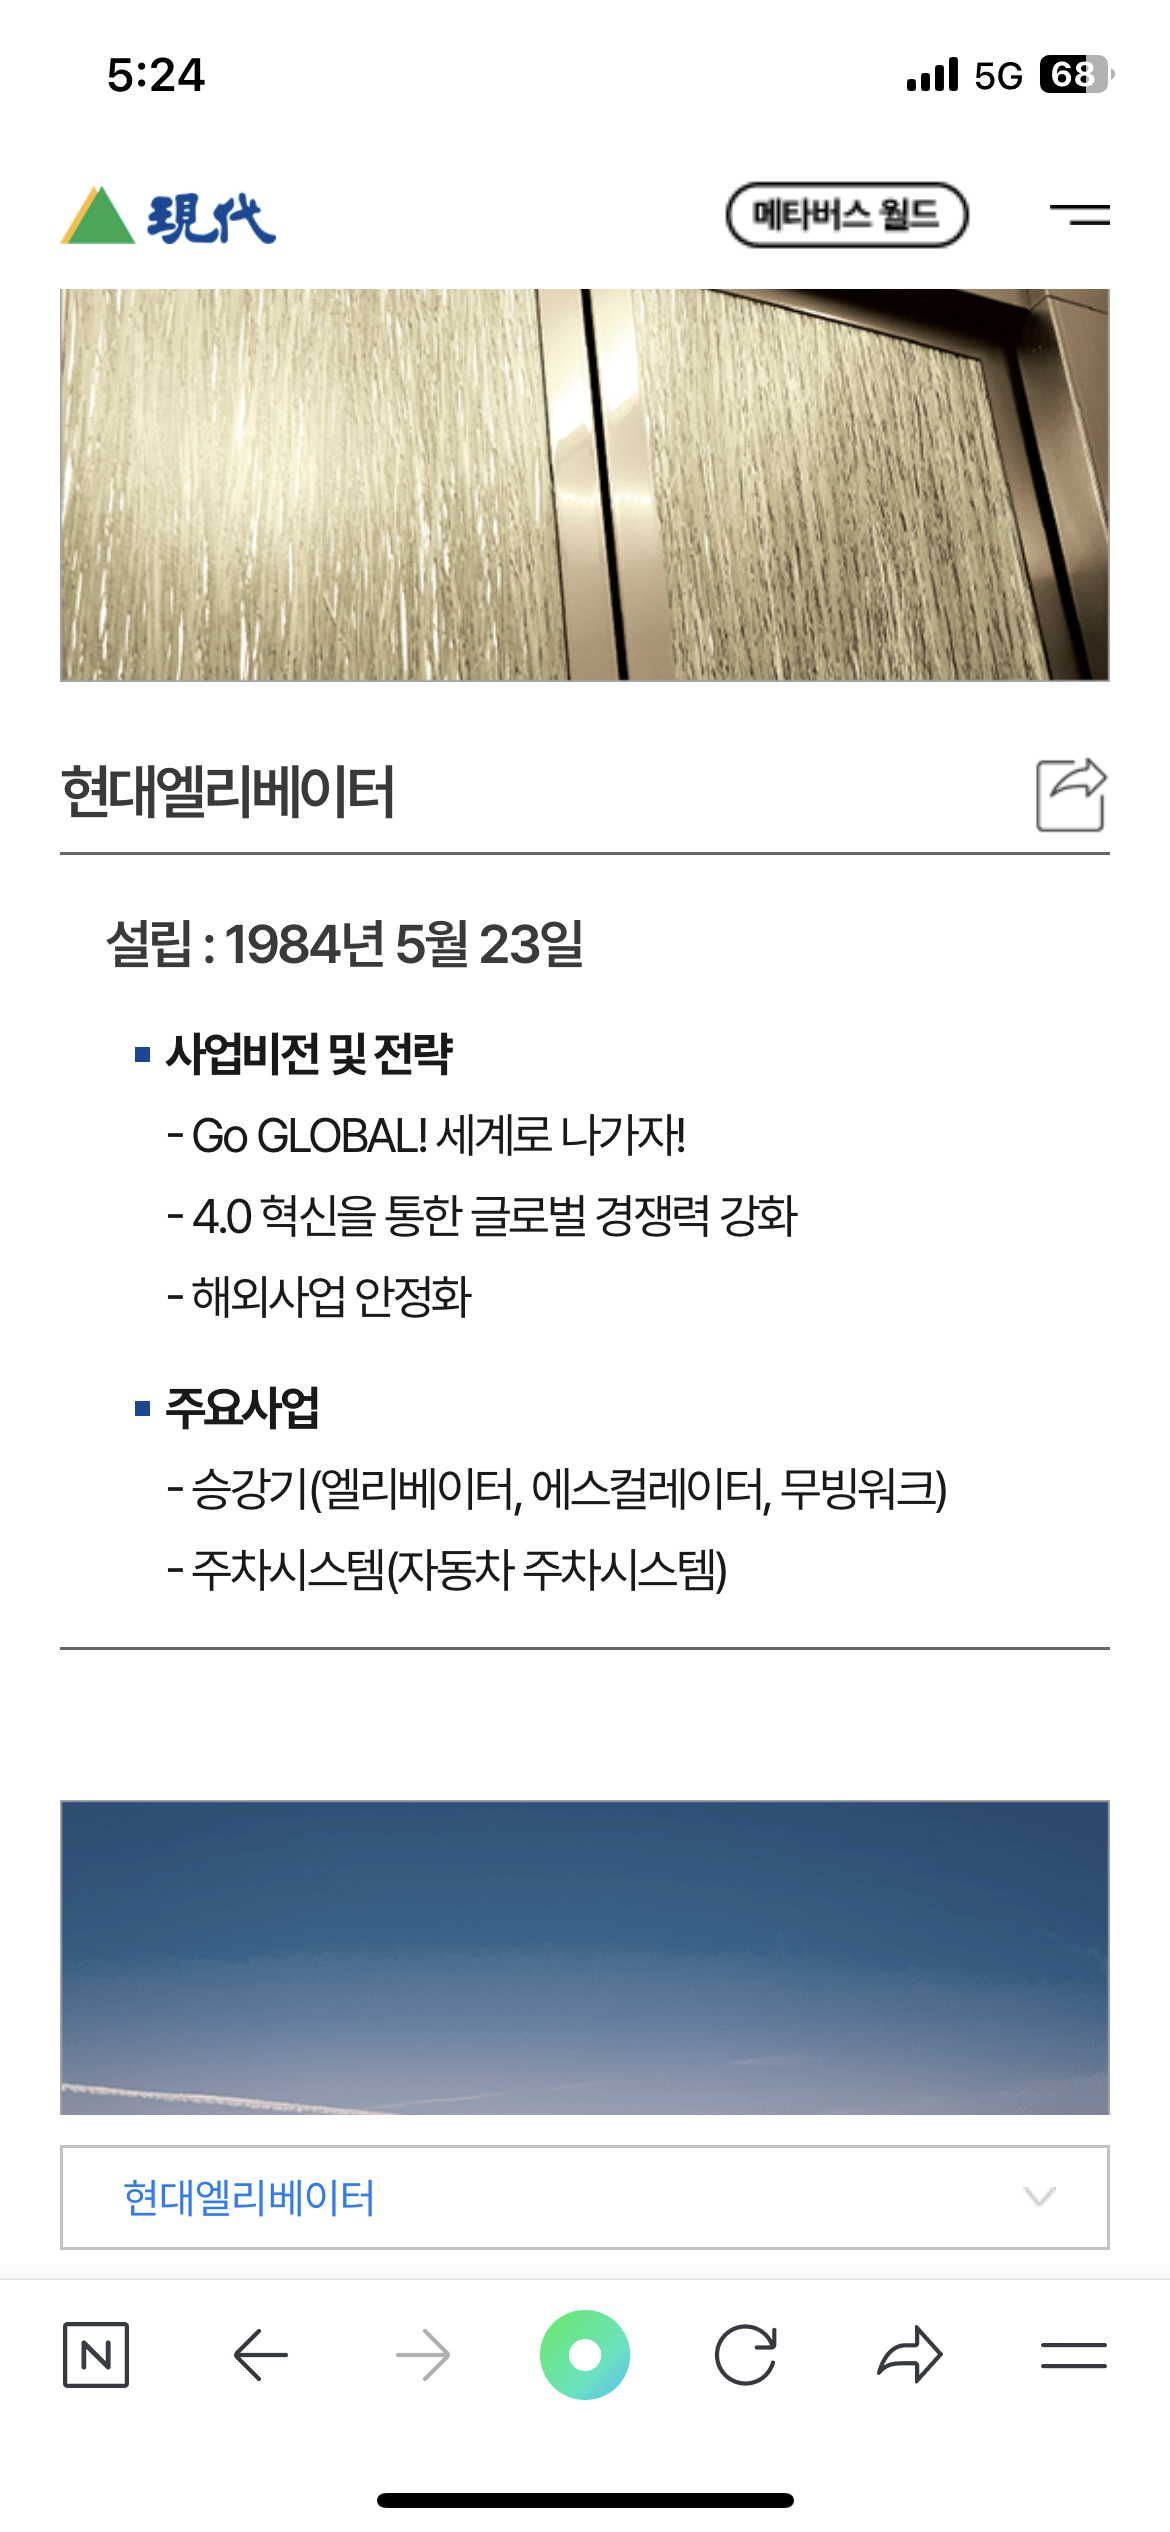 5:24
5G 68
現代
메타버스 월드
현대엘리베이터
설립 : 1984년 5월 23일
사업비전 및 전략
- Go GLOBAL! 세계로 나가자!
- 4.0 혁신을 통한 글로벌 경쟁력 강화
- 해외사업 안정화
주요사업
- 승강기(엘리베이터, 에스컬레이터, 무빙워크)
- 주차시스템(자동차 주차시스템)
현대엘리베이터
N